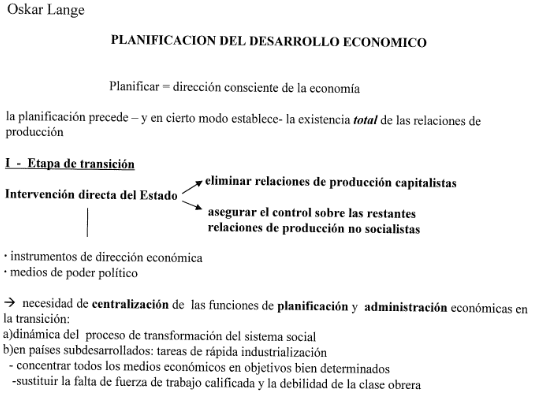 Oskar Lange
PLANIFICACION DEL DESARROLLO ECONOMICO
Planificar = dirección consciente de la economía
la planificación precede – y en cierto modo establece- la existencia total de las relaciones de
producción
I - Etapa de transición
eliminar relaciones de producción capitalistas
Intervención directa del Estado
asegurar el control sobre las restantes
relaciones de producción no socialistas
· instrumentos de dirección económica
· medios de poder político
→ necesidad de centralización de las funciones de planificación y administración económicas en
la transición:
a)dinámica del proceso de transformación del sistema social
b)en países subdesarrollados: tareas de rápida industrialización
- concentrar todos los medios económicos en objetivos bien determinados
-sustituir la falta de fuerza de trabajo calificada y la debilidad de la clase obrera